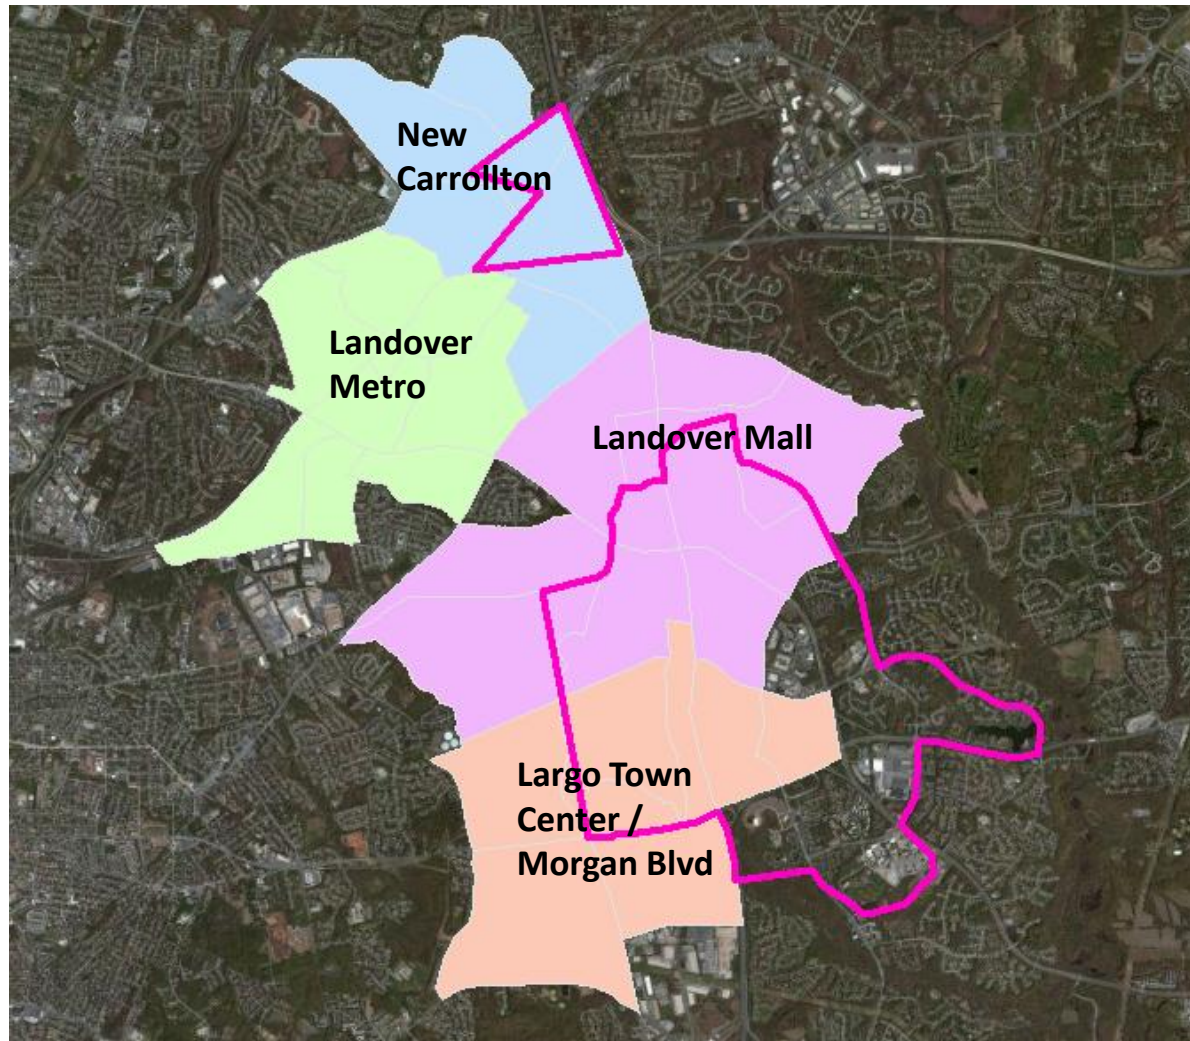 New
Carrollton
Landover
Metro
Landover Mall
Largo Town
Center /
Morgan Blvd